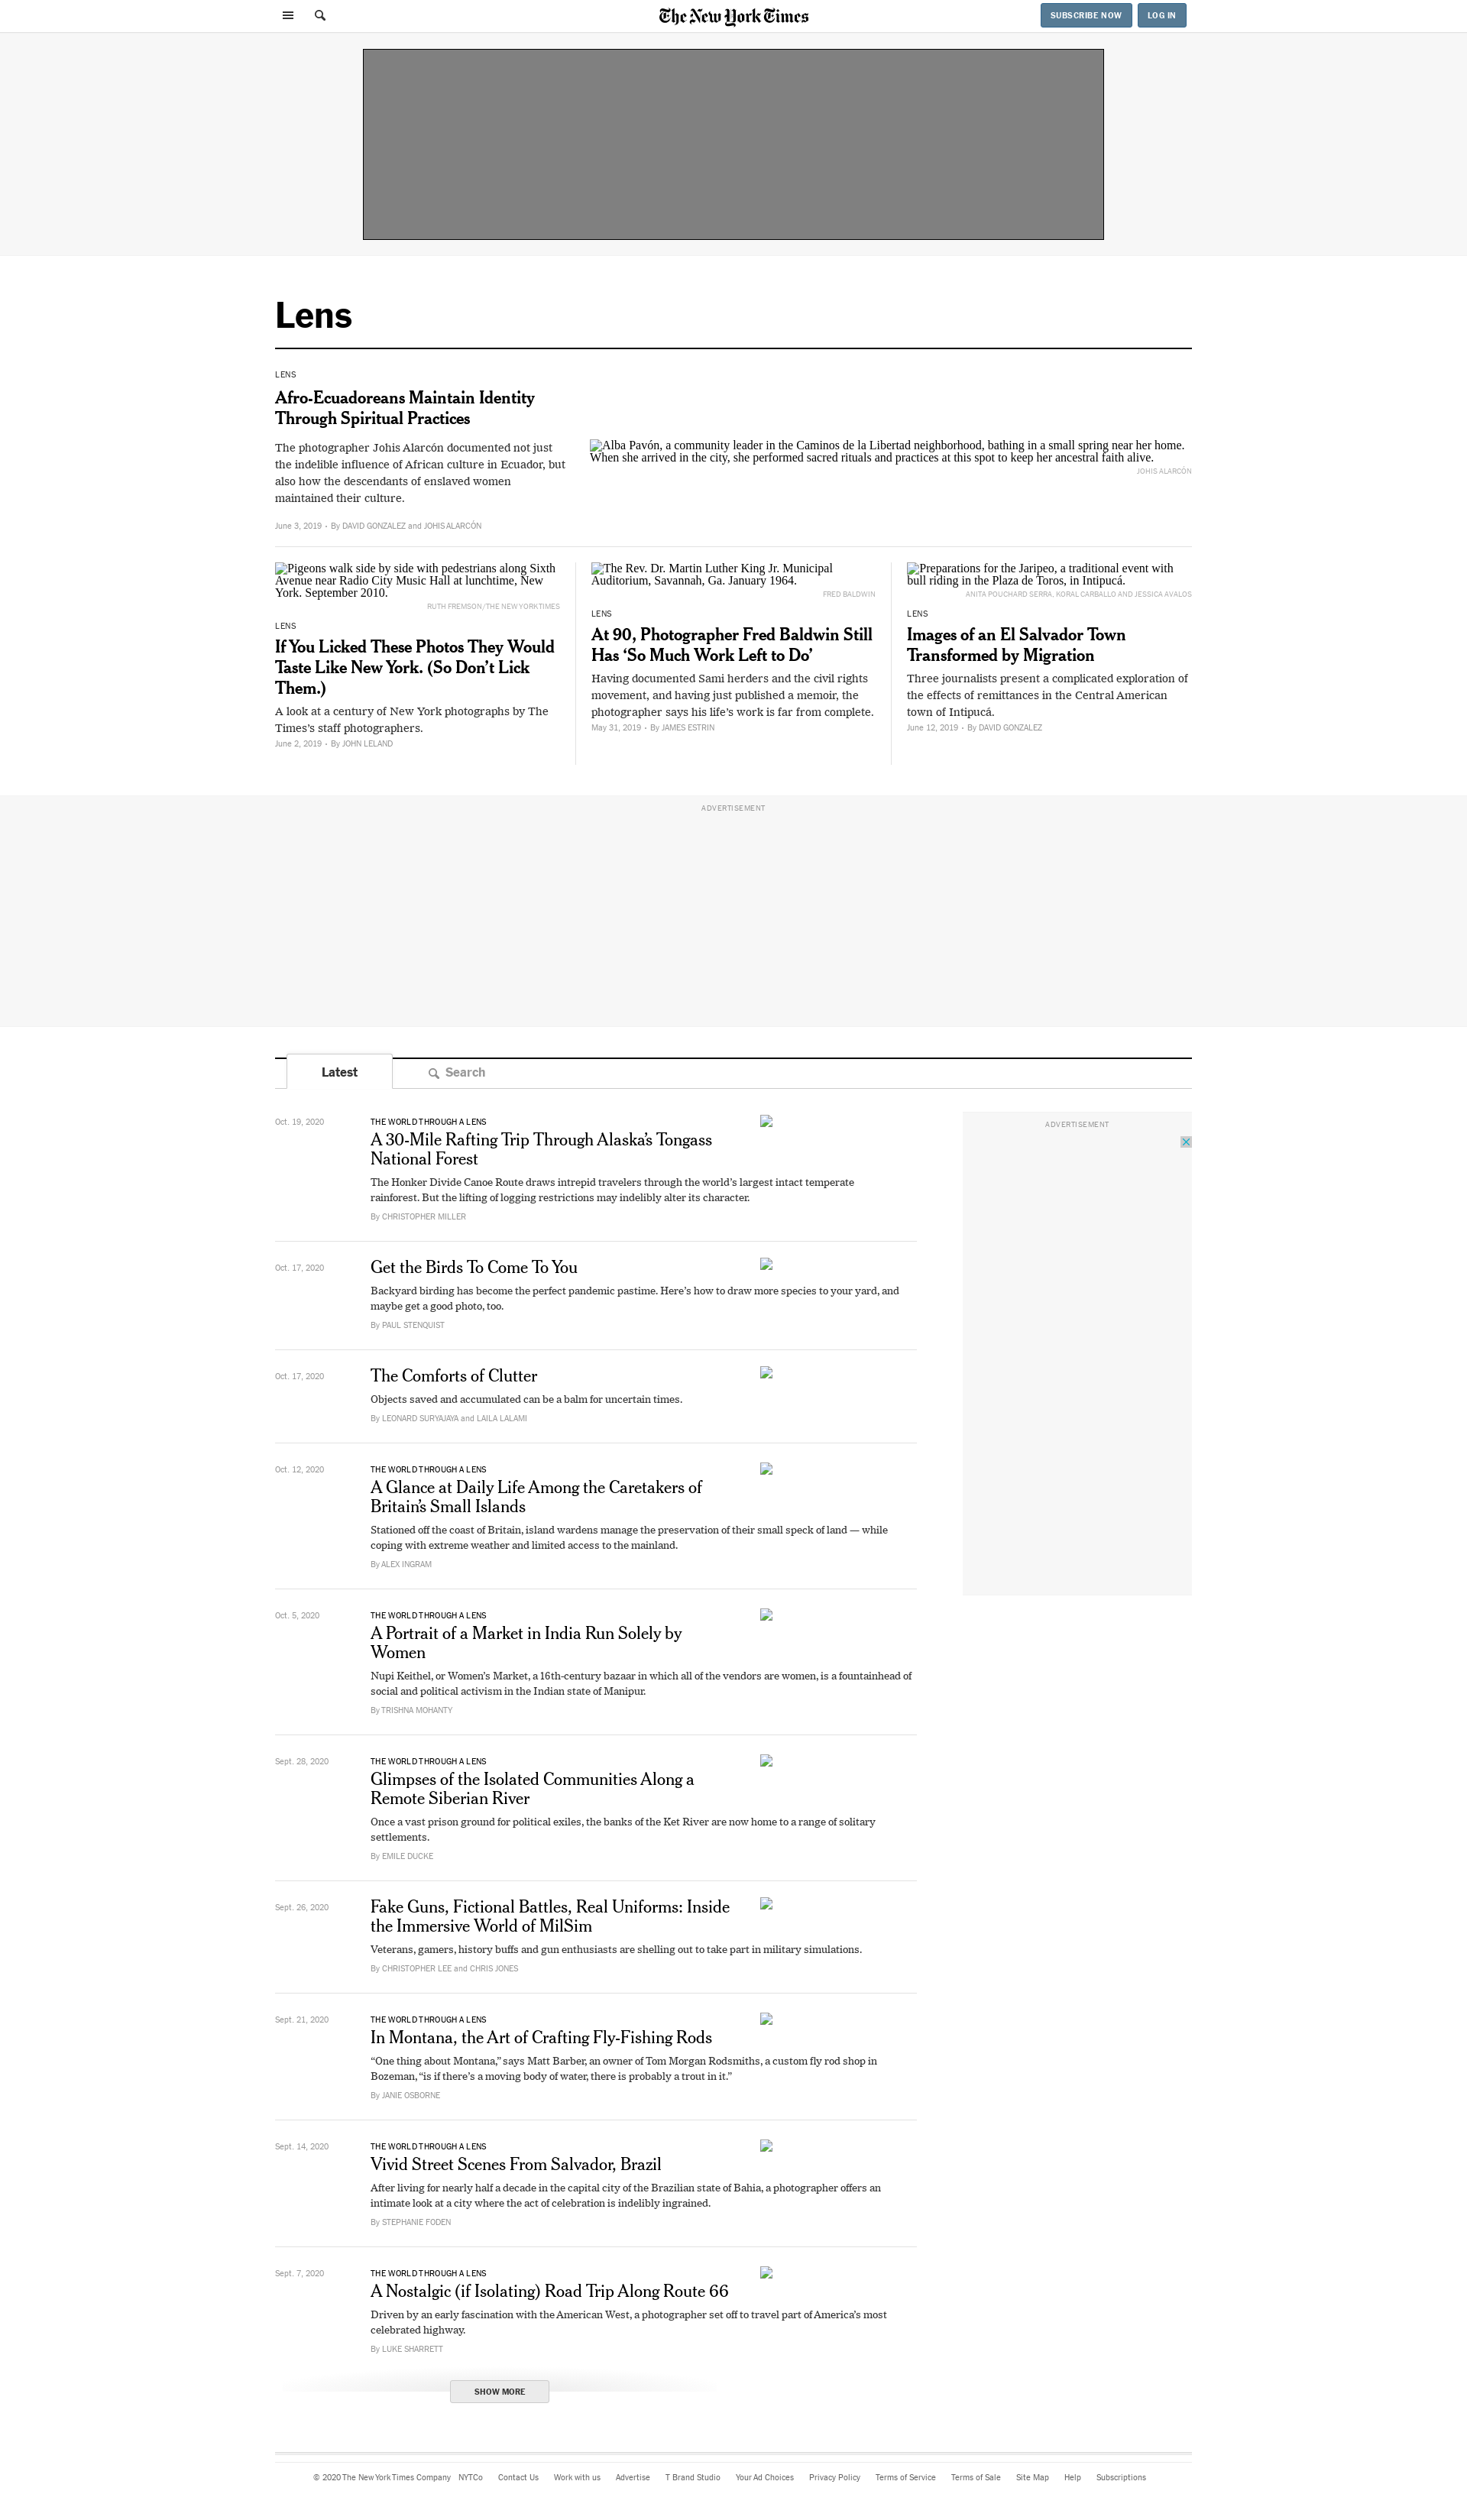 The New York Times
SUBSCRIBE NOW
LOG IN
Lens
LENS
Afro-Ecuadoreans Maintain Identity
Through Spiritual Practices
The photographer Johis Alarcón documented not just
the indelible influence of African culture in Ecuador, but
also how the descendants of enslaved women
maintained their culture.
June 3, 2019 • By DAVID GONZALEZ and JOHIS ALARCÓN
Alba Pavón, a community leader in the Caminos de la Libertad neighborhood, bathing in a small spring near her home.
When she arrived in the city, she performed sacred rituals and practices at this spot to keep her ancestral faith alive.
JOHIS ALARCÓN
Pigeons walk side by side with pedestrians along Sixth
Avenue near Radio City Music Hall at lunchtime, New
York. September 2010.
RUTH FREMSON/THE NEW YORK TIMES
LENS
If You Licked These Photos They Would
Taste Like New York. (So Don’t Lick
Them.)
A look at a century of New York photographs by The
Times’s staff photographers.
June 2, 2019 • By JOHN LELAND
The Rev. Dr. Martin Luther King Jr. Municipal
Auditorium, Savannah, Ga. January 1964.
FRED BALDWIN
LENS
At 90, Photographer Fred Baldwin Still
Has ‘So Much Work Left to Do’
Having documented Sami herders and the civil rights
movement, and having just published a memoir, the
photographer says his life’s work is far from complete.
May 31, 2019 • By JAMES ESTRIN
Preparations for the Jaripeo, a traditional event with
bull riding in the Plaza de Toros, in Intipucá.
ANITA POUCHARD SERRA, KORAL CARBALLO AND JESSICA AVALOS
LENS
Images of an El Salvador Town
Transformed by Migration
Three journalists present a complicated exploration of
the effects of remittances in the Central American
town of Intipucá.
June 12, 2019 • By DAVID GONZALEZ
ADVERTISEMENT
Latest
Search
Oct. 19, 2020
THE WORLD THROUGH A LENS
A 30-Mile Rafting Trip Through Alaska’s Tongass
National Forest
The Honker Divide Canoe Route draws intrepid travelers through the world’s largest intact temperate
rainforest. But the lifting of logging restrictions may indelibly alter its character.
By CHRISTOPHER MILLER
ADVERTISEMENT
Oct. 17, 2020
Get the Birds To Come To You
Backyard birding has become the perfect pandemic pastime. Here’s how to draw more species to your yard, and
maybe get a good photo, too.
By PAUL STENQUIST
Oct. 17, 2020
The Comforts of Clutter
Objects saved and accumulated can be a balm for uncertain times.
By LEONARD SURYAJAYA and LAILA LALAMI
Oct. 12, 2020
THE WORLD THROUGH A LENS
A Glance at Daily Life Among the Caretakers of
Britain’s Small Islands
Stationed off the coast of Britain, island wardens manage the preservation of their small speck of land — while
coping with extreme weather and limited access to the mainland.
By ALEX INGRAM
Oct. 5, 2020
THE WORLD THROUGH A LENS
A Portrait of a Market in India Run Solely by
Women
Nupi Keithel, or Women’s Market, a 16th-century bazaar in which all of the vendors are women, is a fountainhead of
social and political activism in the Indian state of Manipur.
By TRISHNA MOHANTY
Sept. 28, 2020
THE WORLD THROUGH A LENS
Glimpses of the Isolated Communities Along a
Remote Siberian River
Once a vast prison ground for political exiles, the banks of the Ket River are now home to a range of solitary
settlements.
By EMILE DUCKE
Sept. 26, 2020
Fake Guns, Fictional Battles, Real Uniforms: Inside
the Immersive World of MilSim
Veterans, gamers, history buffs and gun enthusiasts are shelling out to take part in military simulations.
By CHRISTOPHER LEE and CHRIS JONES
Sept. 21, 2020
THE WORLD THROUGH A LENS
In Montana, the Art of Crafting Fly-Fishing Rods
“One thing about Montana,” says Matt Barber, an owner of Tom Morgan Rodsmiths, a custom fly rod shop in
Bozeman, “is if there’s a moving body of water, there is probably a trout in it.”
By JANIE OSBORNE
Sept. 14, 2020
THE WORLD THROUGH A LENS
Vivid Street Scenes From Salvador, Brazil
After living for nearly half a decade in the capital city of the Brazilian state of Bahia, a photographer offers an
intimate look at a city where the act of celebration is indelibly ingrained.
By STEPHANIE FODEN
Sept. 7, 2020
THE WORLD THROUGH A LENS
A Nostalgic (if Isolating) Road Trip Along Route 66
Driven by an early fascination with the American West, a photographer set off to travel part of America’s most
celebrated highway.
By LUKE SHARRETT
SHOW MORE
© 2020 The New York Times Company NYTCo Contact Us Work with us Advertise T Brand Studio Your Ad Choices Privacy Policy Terms of Service Terms of Sale Site Map Help Subscriptions